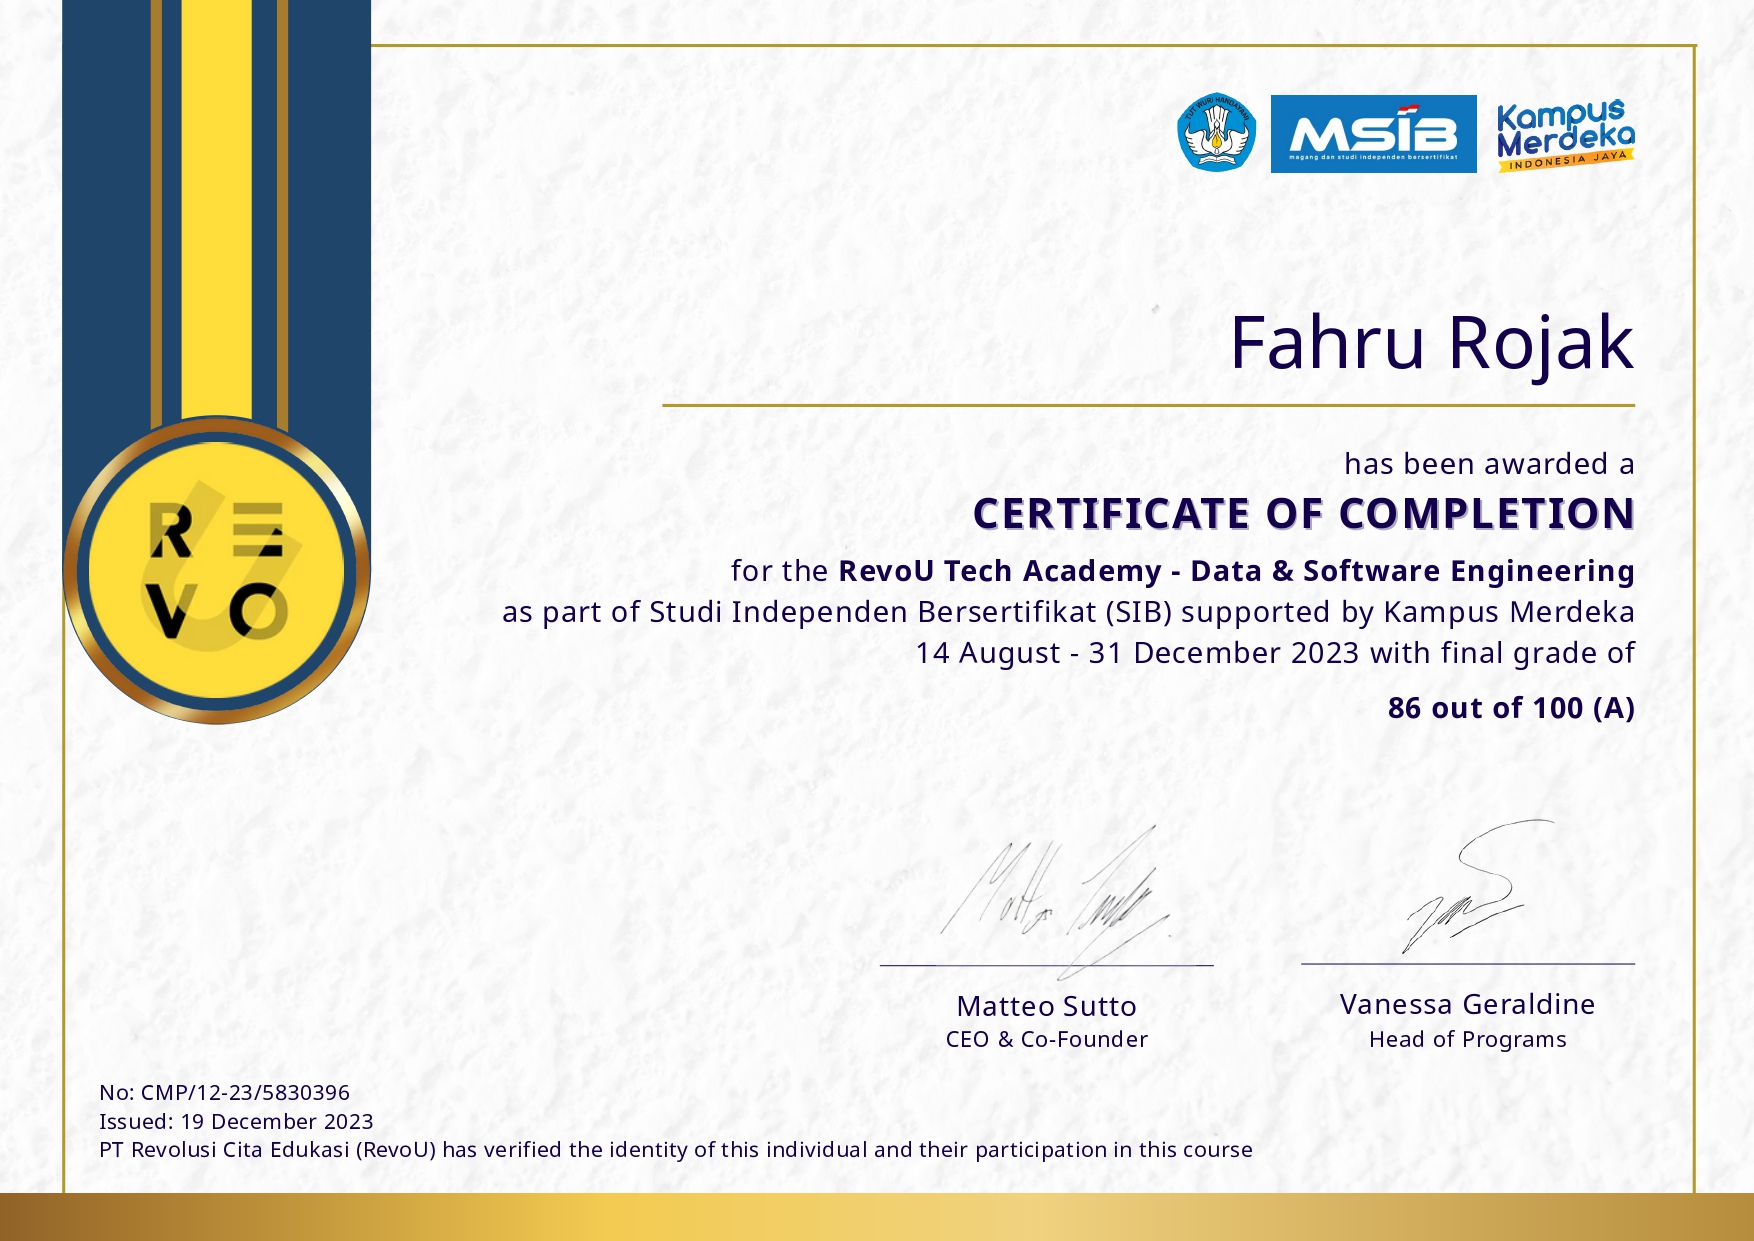 TUT WURI HANDAYANI
MSIB
magang dan studi independen bersertifikat
Kampus
Merdeka
INDONESIA JAYA
Fahru Rojak
has been awarded a
CERTIFICATE OF COMPLETION
for the RevoU Tech Academy - Data & Software Engineering
as part of Studi Independen Bersertifikat (SIB) supported by Kampus Merdeka
14 August - 31 December 2023 with final grade of
86 out of 100 (A)
RE
VO
Matteo Sutto
CEO & Co-Founder
Vanessa Geraldine
Head of Programs
No: CMP/12-23/5830396
Issued: 19 December 2023
PT Revolusi Cita Edukasi (RevoU) has verified the identity of this individual and their participation in this course